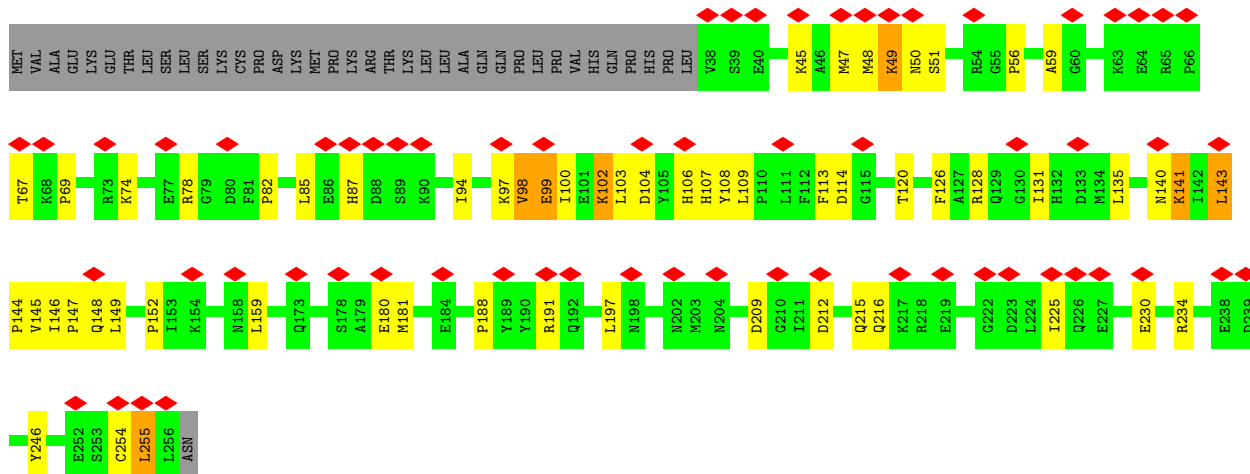 MET VAL ALA GLU LYS GLU THR LEU SER LEU SER LYS CYS PRO ASP LYS MET PRO LYS ARG THR LYS LEU LEU ALA GLN GLN PRO LEU PRO VAL HIS GLN PRO HIS PRO LEU V38 S39 E40 K45 A46 M47 M48 K49 N50 S51 R54 G55 P56 A59 G60 K63 E64 R65 P66
T67 K68 P69 R73 K74 E77 R78 G79 D80 F81 P82 L85 E86 H87 D88 S89 K90 I94 K97 V98 E99 I100 E101 K102 L103 D104 Y105 H106 H107 Y108 L109 P110 L111 F112 F113 D114 G115 T120 F126 A127 R128 Q129 G130 I131 H132 D133 M134 L135 N140 K141 I142 L143
P144 V145 I146 P147 Q148 L149 P152 I153 K154 N158 L159 Q173 S178 A179 E180 M181 E184 P188 Y189 Y190 R191 Q192 L197 N198 N202 M203 N204 D209 G210 I211 D212 Q215 Q216 K217 R218 E219 G222 D223 L224 I225 Q226 E227 E230 R234 E238 D239
Y246 E252 S253 C254 L255 L256 ASN